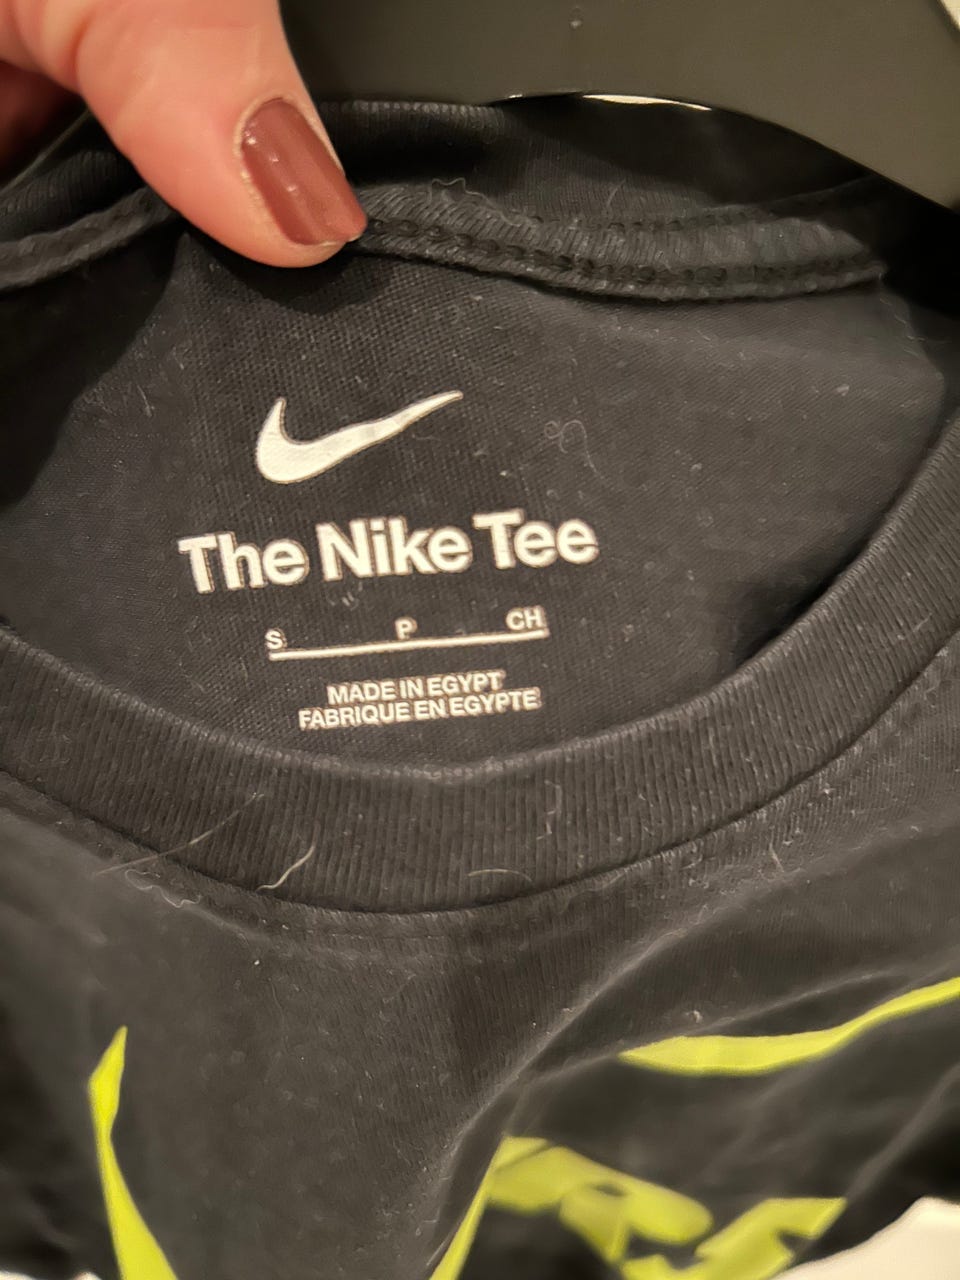 The Nike Tee
S P CH
MADE IN EGYPT
FABRIQUE EN EGYPTE